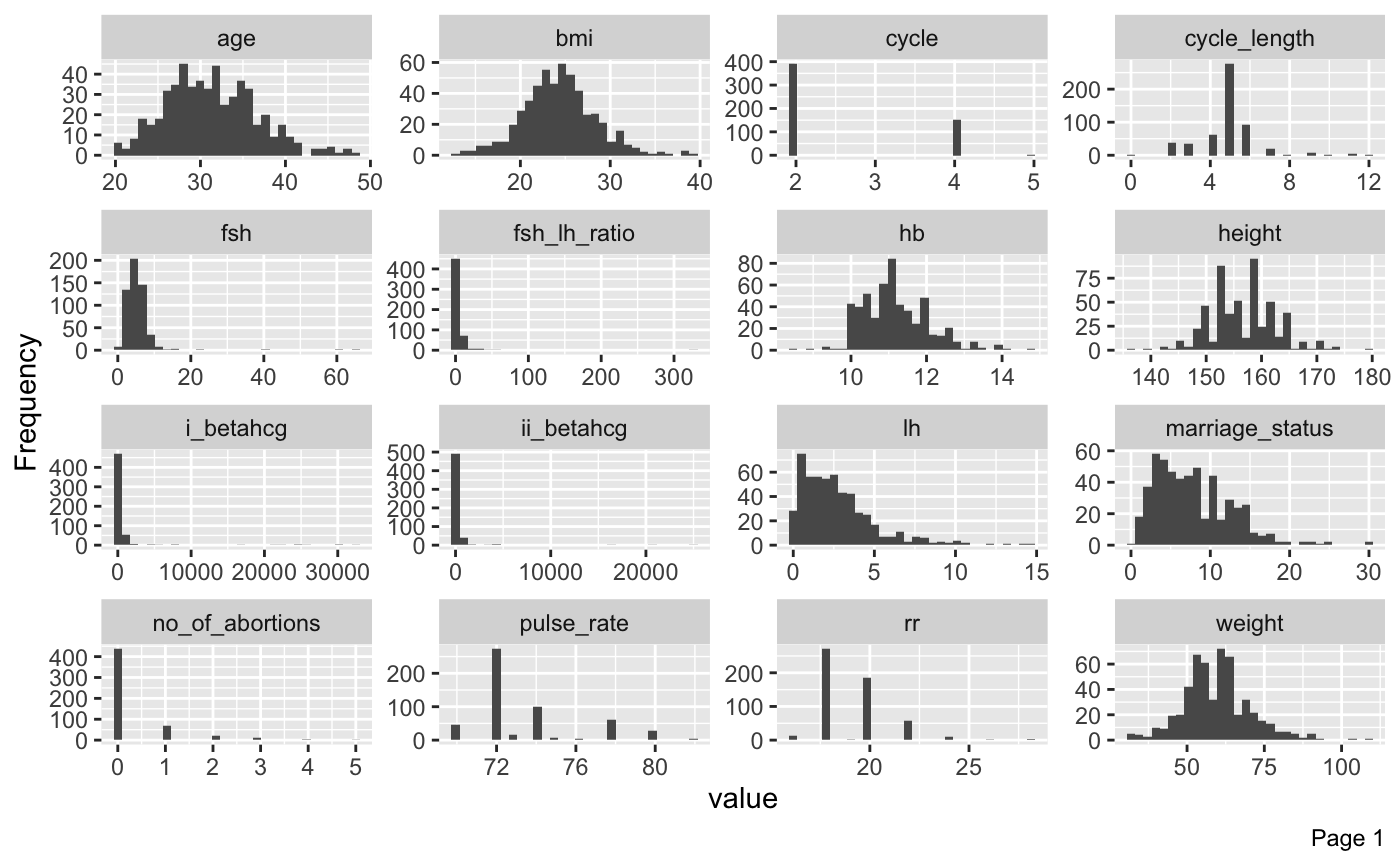 age bmi cycle cycle_length
40 30 20 10 0
20 30 40 50
60 40 20 0
20 30 40
400 300 200 100 0
2 3 4 5
200 100 0
0 4 8 12
fsh fsh_lh_ratio hb height
200 150 100 50 0
0 20 40 60
400 300 200 100 0
0 100 200 300
80 60 40 20 0
10 12 14
75 50 25 0
140 150 160 170 180
i_betahcg ii_betahcg lh marriage_status
400 300 200 100 0
0 10000 20000 30000
500 400 300 200 100 0
0 10000 20000
60 40 20 0
0 5 10 15
60 40 20 0
0 10 20 30
no_of_abortions pulse_rate rr weight
400 300 200 100 0
0 1 2 3 4 5
200 100 0
72 76 80
200 100 0
20 25
60 40 20 0
50 75 100
Frequency
value
Page 1